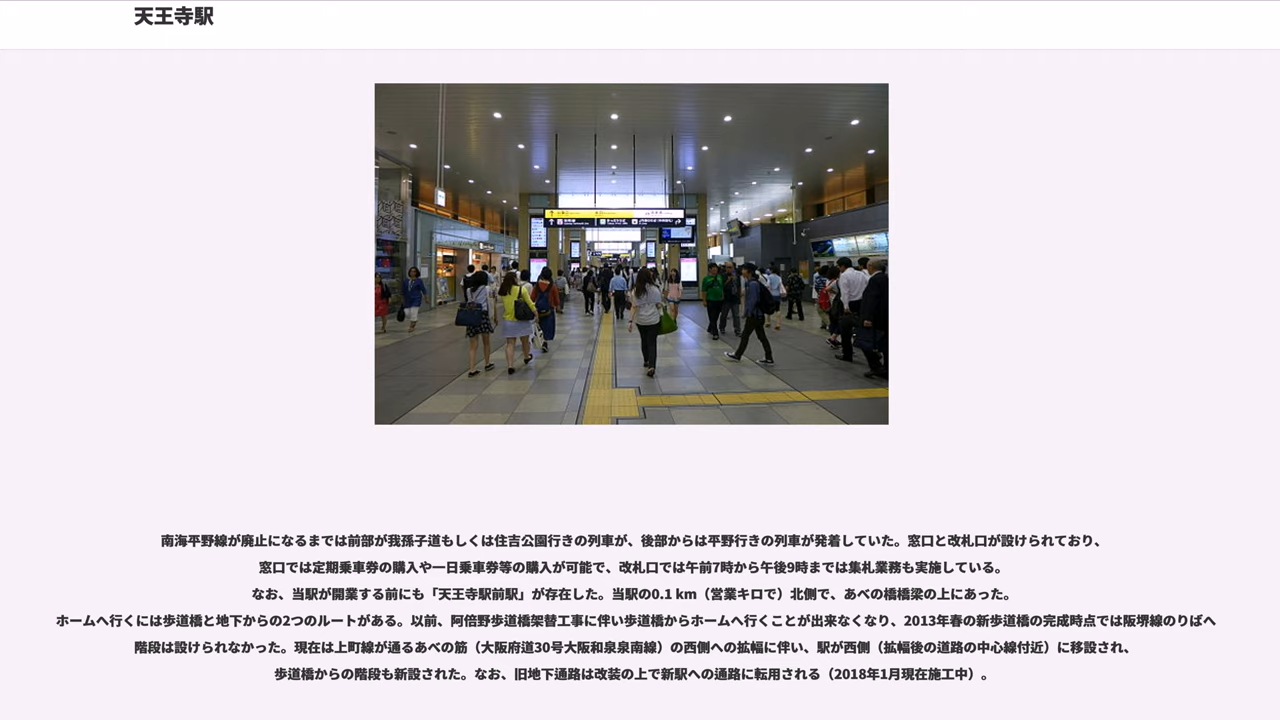 天王寺駅
南海平野線が廃止になるまでは前部が我孫子道もしくは住吉公園行きの列車が、後部からは平野行きの列車が発着していた。窓口と改札口が設けられており、
窓口では定期乗車券の購入や一日乗車券等の購入が可能で、改札口では午前7時から午後9時までは集札業務も実施している。
なお、当駅が開業する前にも「天王寺駅前駅」が存在した。当駅の0.1 km（営業キロで）北側で、あべの橋橋梁の上にあった。
ホームへ行くには歩道橋と地下からの2つのルートがある。以前、阿倍野歩道橋架替工事に伴い歩道橋からホームへ行くことが出来なくなり、2013年春の新歩道橋の完成時点では阪堺線のりばへ
階段は設けられなかった。現在は上町線が通るあべの筋（大阪府道30号大阪和泉泉南線）の西側への拡幅に伴い、駅が西側（拡幅後の道路の中心線付近）に移設され、
歩道橋からの階段も新設された。なお、旧地下通路は改装の上で新駅への通路に転用される（2018年1月現在施工中）。